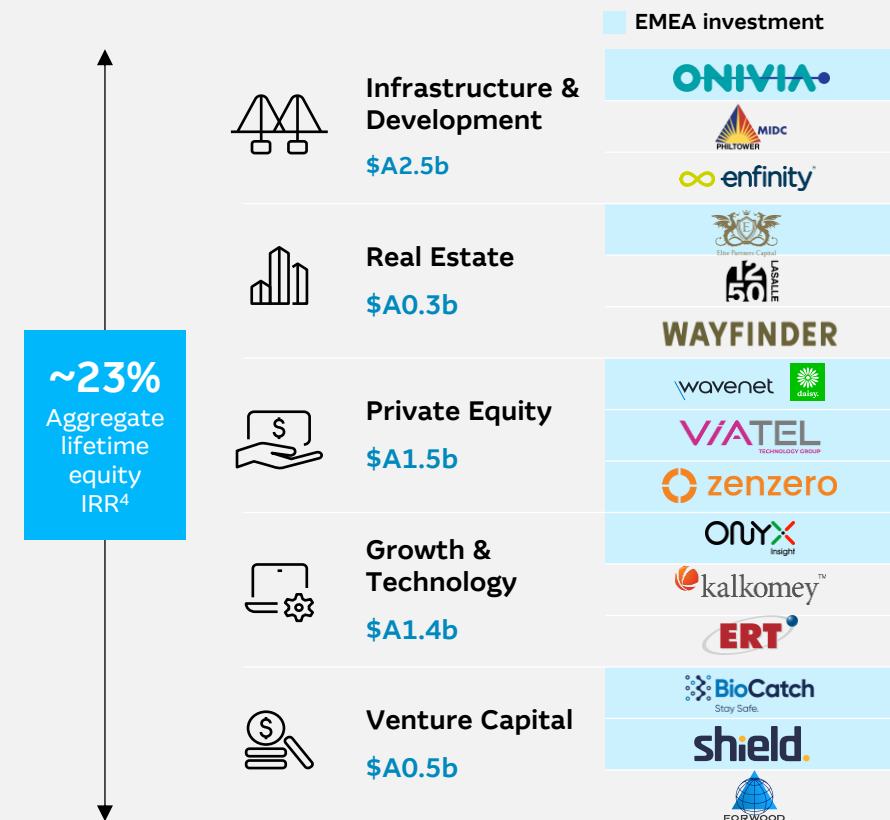 EMEA investment
Infrastructure &
Development
$A2.5b
ONIVIA
PHILTOWER MIDC
enfinity
Real Estate
$A0.3b
E
Elite Partners Capital
1250 LASALLE
WAYFINDER
~23%
Aggregate
lifetime
equity
IRR⁴
Private Equity
$A1.5b
$
wavenet daisy.
VIATEL
TECHNOLOGY GROUP
zenzero
Growth &
Technology
$A1.4b
ONYX
Insight
kalkomey™
ERT
Venture Capital
$A0.5b
$
BioCatch
Stay Safe.
shield.
FORWOOD